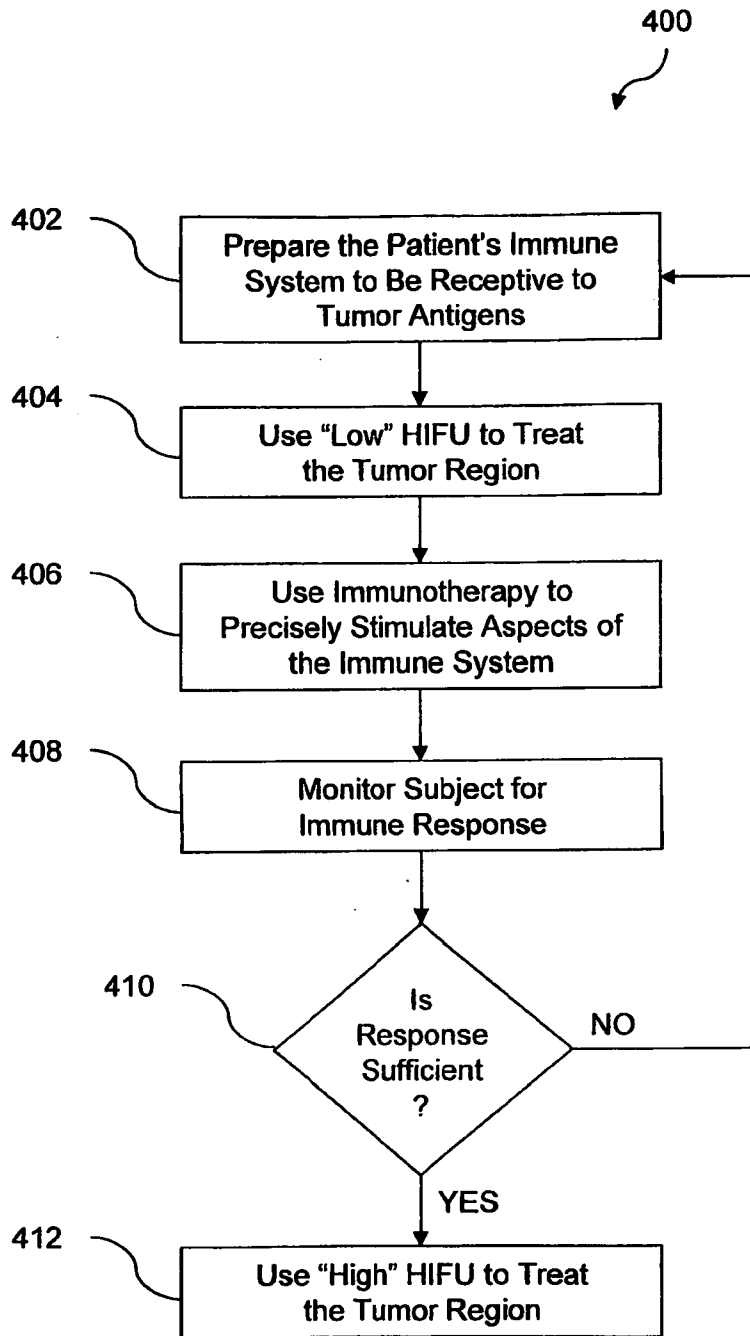 400
402
Prepare the Patient's Immune
System to Be Receptive to
Tumor Antigens
404
Use “Low” HIFU to Treat
the Tumor Region
406
Use Immunotherapy to
Precisely Stimulate Aspects of
the Immune System
408
Monitor Subject for
Immune Response
410
Is
Response
Sufficient
?
NO
YES
412
Use “High” HIFU to Treat
the Tumor Region